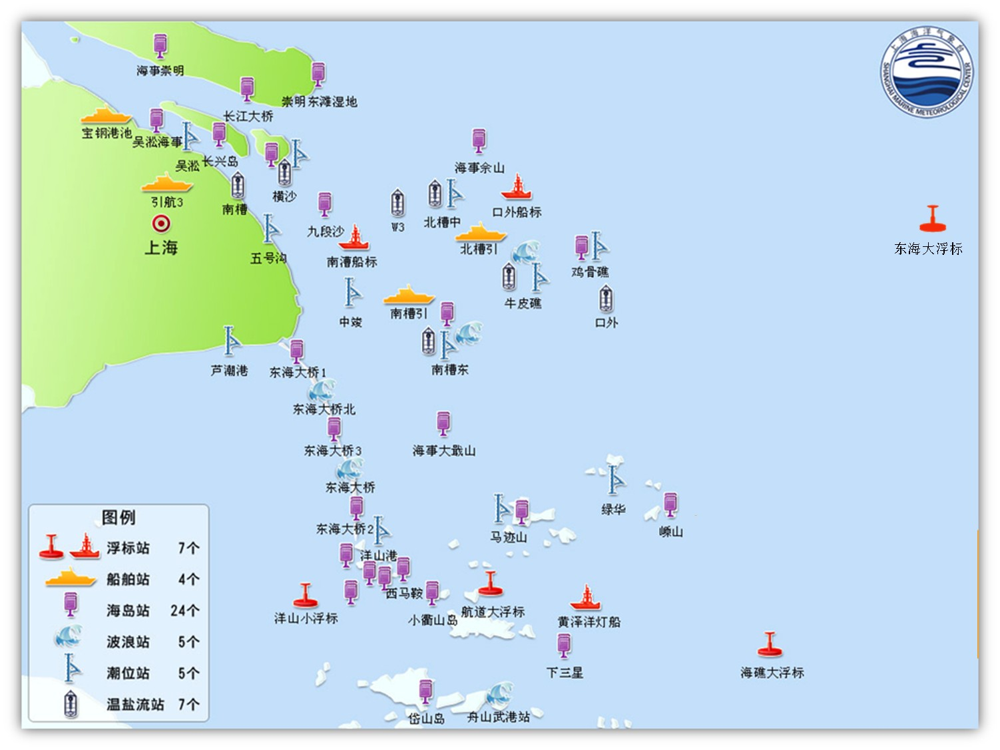 上海海洋气象台
SHANGHAI MARINE METEOROLOGICAL CENTER
海事崇明
崇明东滩湿地
长江大桥
宝钢港池
吴淞海事
吴淞
长兴岛
海事佘山
横沙
引航3
南槽
口外船标
北槽中
W3
九段沙
上海
东海大浮标
北槽引
五号沟
南漕船标
鸡骨礁
牛皮礁
南槽引
中竣
口外
芦潮港
东海大桥1
南槽东
东海大桥北
东海大桥3
海事大戢山
东海大桥
绿华
东海大桥2
嵊山
马迹山
洋山港
西马鞍
洋山小浮标
小衢山岛
航道大浮标
黄泽洋灯船
下三星
海礁大浮标
岱山岛
舟山武港站
图例
浮标站 7个
船舶站 4个
海岛站 24个
波浪站 5个
潮位站 5个
温盐流站 7个